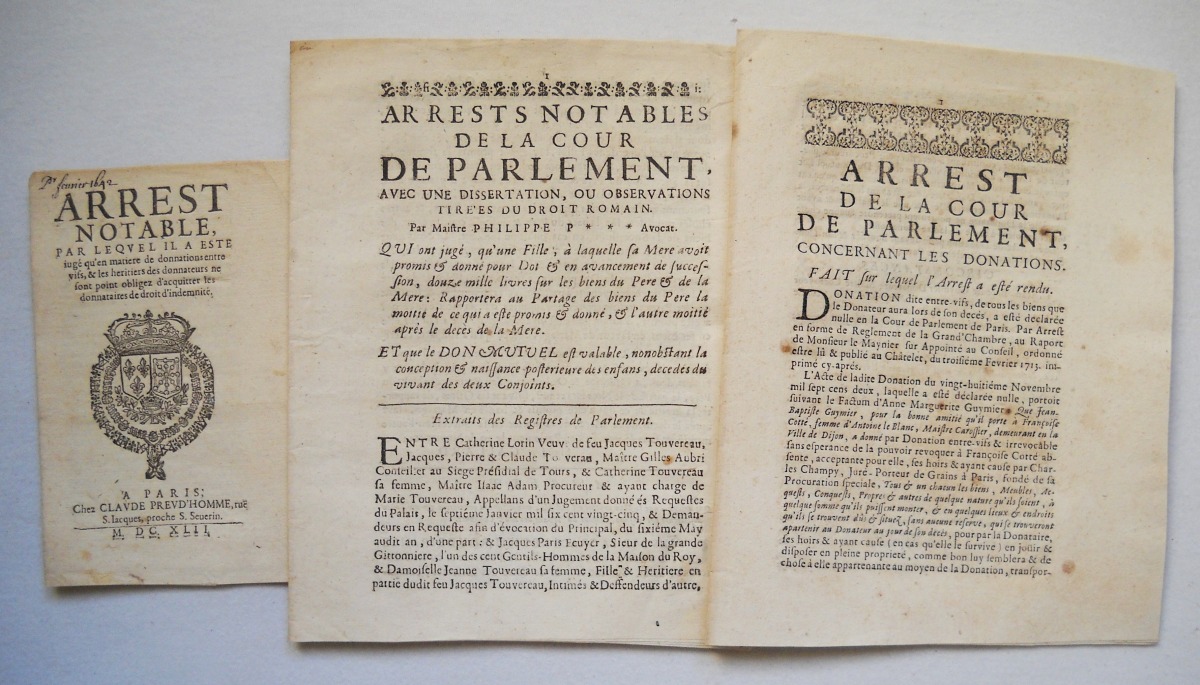 fevrier 1642
ARREST
NOTABLE,
PAR LEQVEL IL A ESTE
iugé qu'en matiere de donnations entre
vifs, & les heritiers des donnateurs ne
sont point obligez d'acquitter les
donnataires de droit d'indemnité.
A PARIS,
Chez CLAVDE PREVD'HOMME, ruë
S. Iacques, proche S. Seuerin.
M. DC. XLII.
1
ARRESTS NOTABLES
DE LA COUR
DE PARLEMENT,
AVEC UNE DISSERTATION, OU OBSERVATIONS
TIRE'ES DU DROIT ROMAIN.
Par Maistre PHILIPPE P * * * Avocat.
QUI ont jugé, qu'une Fille, à laquelle sa Mere avoit
promis & donné pour Dot & en avancement de succes-
sion, douze mille livres sur les biens du Pere & de la
Mere: Rapportera au Partage des biens du Pere la
moitié de ce qui a esté promis & donné, & l'autre moitié
après le decès de la Mere.
ET que le DON MUTUEL est valable, nonobstant la
conception & naissance posterieure des enfans, decedes du
vivant des deux Conjoints.
Extraits des Registres de Parlement.
ENTRE Catherine Lorin Veuve de feu Jacques Touvereau,
Jacques, Pierre & Claude Touverau, Maître Gilles Aubri
Conseiller au Siege Présidial de Tours, & Catherine Touvereau
sa femme, Maître Isaac Adam Procureur & ayant charge de
Marie Touvereau, Appellans d'un Jugement donné és Requestes
du Palais, le septiéme Janvier mil six cent vingt-cinq, & Deman-
deurs en Requeste afin d'évocation du Principal, du sixiéme May
audit an, d'une part: & Jacques Paris Ecuyer, Sieur de la grande
Gittonniere, l'un des cent Gentils-Hommes de la Maison du Roy,
& Damoiselle Jeanne Touvereau sa femme, Fille & Heritiere en
partie dudit feu Jacques Touvereau, Intimés & Deffendeurs d'autre,
1
ARREST
DE LA COUR
DE PARLEMENT,
CONCERNANT LES DONATIONS.
FAIT sur lequel l'Arrest a esté rendu.
DONATION dite entre-vifs, de tous les biens que
le Donateur aura lors de son decés, a esté declarée
nulle en la Cour de Parlement de Paris. Par Arrest
en forme de Reglement de la Grand'Chambre, au Raport
de Monsieur le Maynier sur Appointé au Conseil, ordonné
estre lû & publié au Châtelet, du troisiéme Fevrier 1713. im-
primé cy-aprés.
L'Acte de ladite Donation du vingt-huitiéme Novembre
mil sept cens deux, laquelle a esté declarée nulle, portoit
suivant le Factum d'Anne Marguerite Guymier, Que Jean-
Baptiste Guymier, pour la bonne amitié qu'il porte à Françoise
Cotté, femme d'Antoine le Blanc, Maistre Carossier, demeurant en la
Ville de Dijon, a donné par Donation entre-vifs & irrevocable
sans esperance de la pouvoir revoquer à Françoise Cotté ab-
sente, acceptante pour elle, ses hoirs & ayant cause par Char-
les Champy, Juré-Porteur de Grains à Paris, fondé de sa
Procuration speciale, Tous & un chacun les biens, Meubles, Ac-
quests, Conquests, Propres & autres de quelque nature qu'ils soient, à
quelque somme qu'ils puissent monter, & en quelques lieux & endroits
qu'ils se trouvent dûs & situez, sans aucune reserve, qui se trouveront
apartenir au Donateur au jour de son decés, pour par la Donataire,
ses hoirs & ayant cause (en cas qu'elle le survive) en joüir &
disposer en pleine proprieté, comme bon luy semblera & de
chose à elle appartenante au moyen de la Donation, transpor-